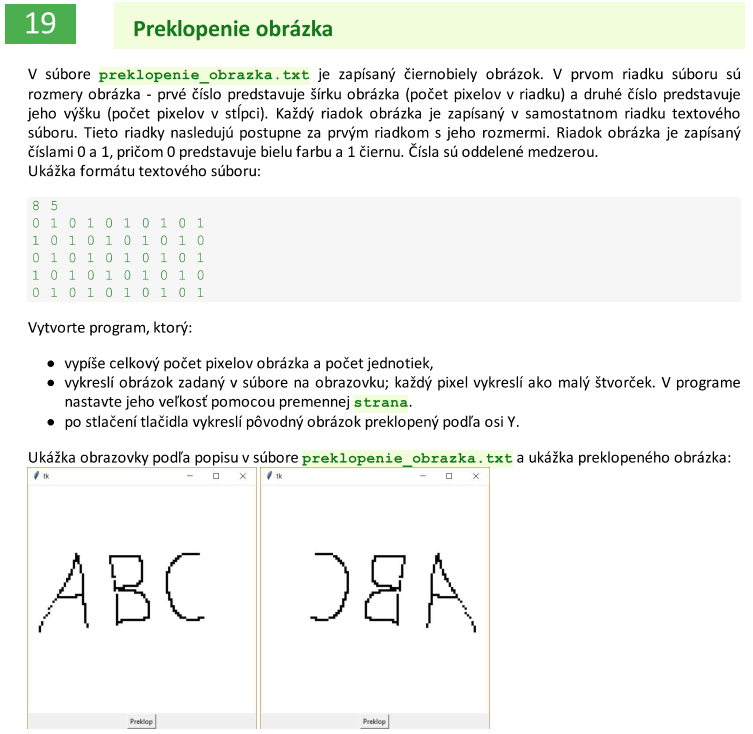 19
Preklopenie obrázka
V súbore preklopenie_obrazka.txt je zapísaný čiernobiely obrázok. V prvom riadku súboru sú
rozmery obrázka - prvé číslo predstavuje šírku obrázka (počet pixelov v riadku) a druhé číslo predstavuje
jeho výšku (počet pixelov v stĺpci). Každý riadok obrázka je zapísaný v samostatnom riadku textového
súboru. Tieto riadky nasledujú postupne za prvým riadkom s jeho rozmermi. Riadok obrázka je zapísaný
číslami 0 a 1, pričom 0 predstavuje bielu farbu a 1 čiernu. Čísla sú oddelené medzerou.
Ukážka formátu textového súboru:
8 5
0 1 0 1 0 1 0 1 0 1
1 0 1 0 1 0 1 0 1 0
0 1 0 1 0 1 0 1 0 1
1 0 1 0 1 0 1 0 1 0
0 1 0 1 0 1 0 1 0 1
Vytvorte program, ktorý:
● vypíše celkový počet pixelov obrázka a počet jednotiek,
● vykreslí obrázok zadaný v súbore na obrazovku; každý pixel vykreslí ako malý štvorček. V programe
nastavte jeho veľkosť pomocou premennej strana.
● po stlačení tlačidla vykreslí pôvodný obrázok preklopený podľa osi Y.
Ukážka obrazovky podľa popisu v súbore preklopenie_obrazka.txt a ukážka preklopeného obrázka:
tk
tk
ABC
Preklop
Preklop